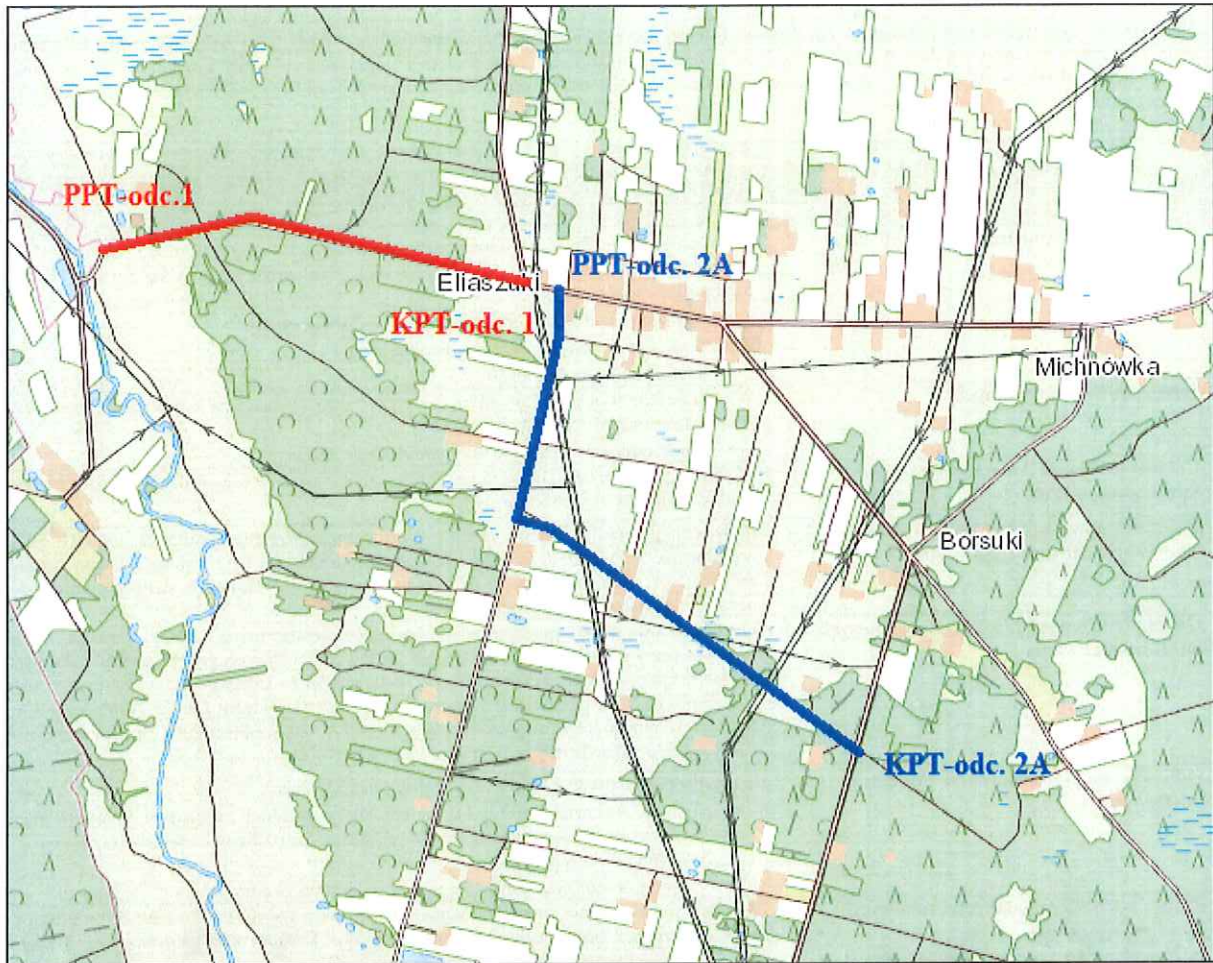 PPT-odc.1
PPT-odc. 2A
Eliaszuki
KPT-odc. 1
Michnówka
Borsuki
KPT-odc. 2A